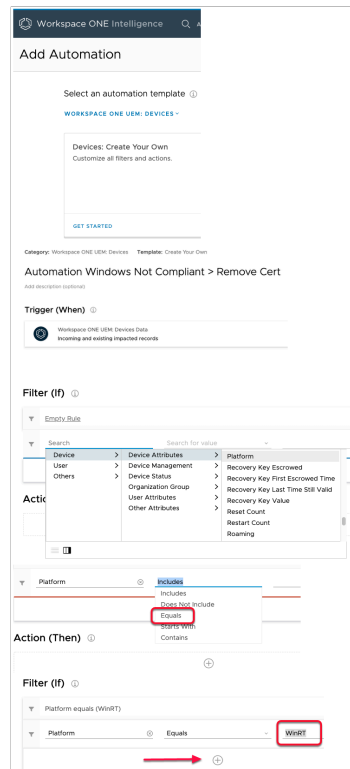 Workspace ONE Intelligence
Add Automation
Select an automation template
WORKSPACE ONE UEM: DEVICES
Devices: Create Your Own
Customize all filters and actions.
GET STARTED
Category: Workspace ONE UEM: Devices Template: Create Your Own
Automation Windows Not Compliant > Remove Cert
Add description (optional)
Trigger (When)
Workspace ONE UEM: Devices Data
Incoming and existing impacted records
Filter (If)
Empty Rule
Search Search for value
Device > Device Attributes > Platform
User > Device Management > Recovery Key Escrowed
Others > Device Status > Recovery Key First Escrowed Time
Organization Group > Recovery Key Last Time Still Valid
User Attributes > Recovery Key Value
Other Attributes > Reset Count
Restart Count
Roaming
Platform Includes
Includes
Does Not Include
Equals
Starts With
Contains
Action (Then)
Filter (If)
Platform equals (WinRT)
Platform Equals WinRT